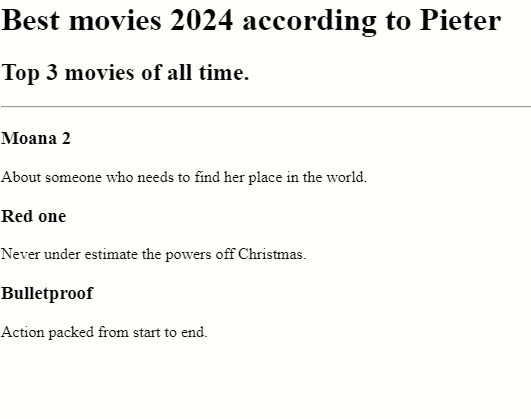 Best movies 2024 according to Pieter
Top 3 movies of all time.
Moana 2
About someone who needs to find her place in the world.
Red one
Never under estimate the powers off Christmas.
Bulletproof
Action packed from start to end.